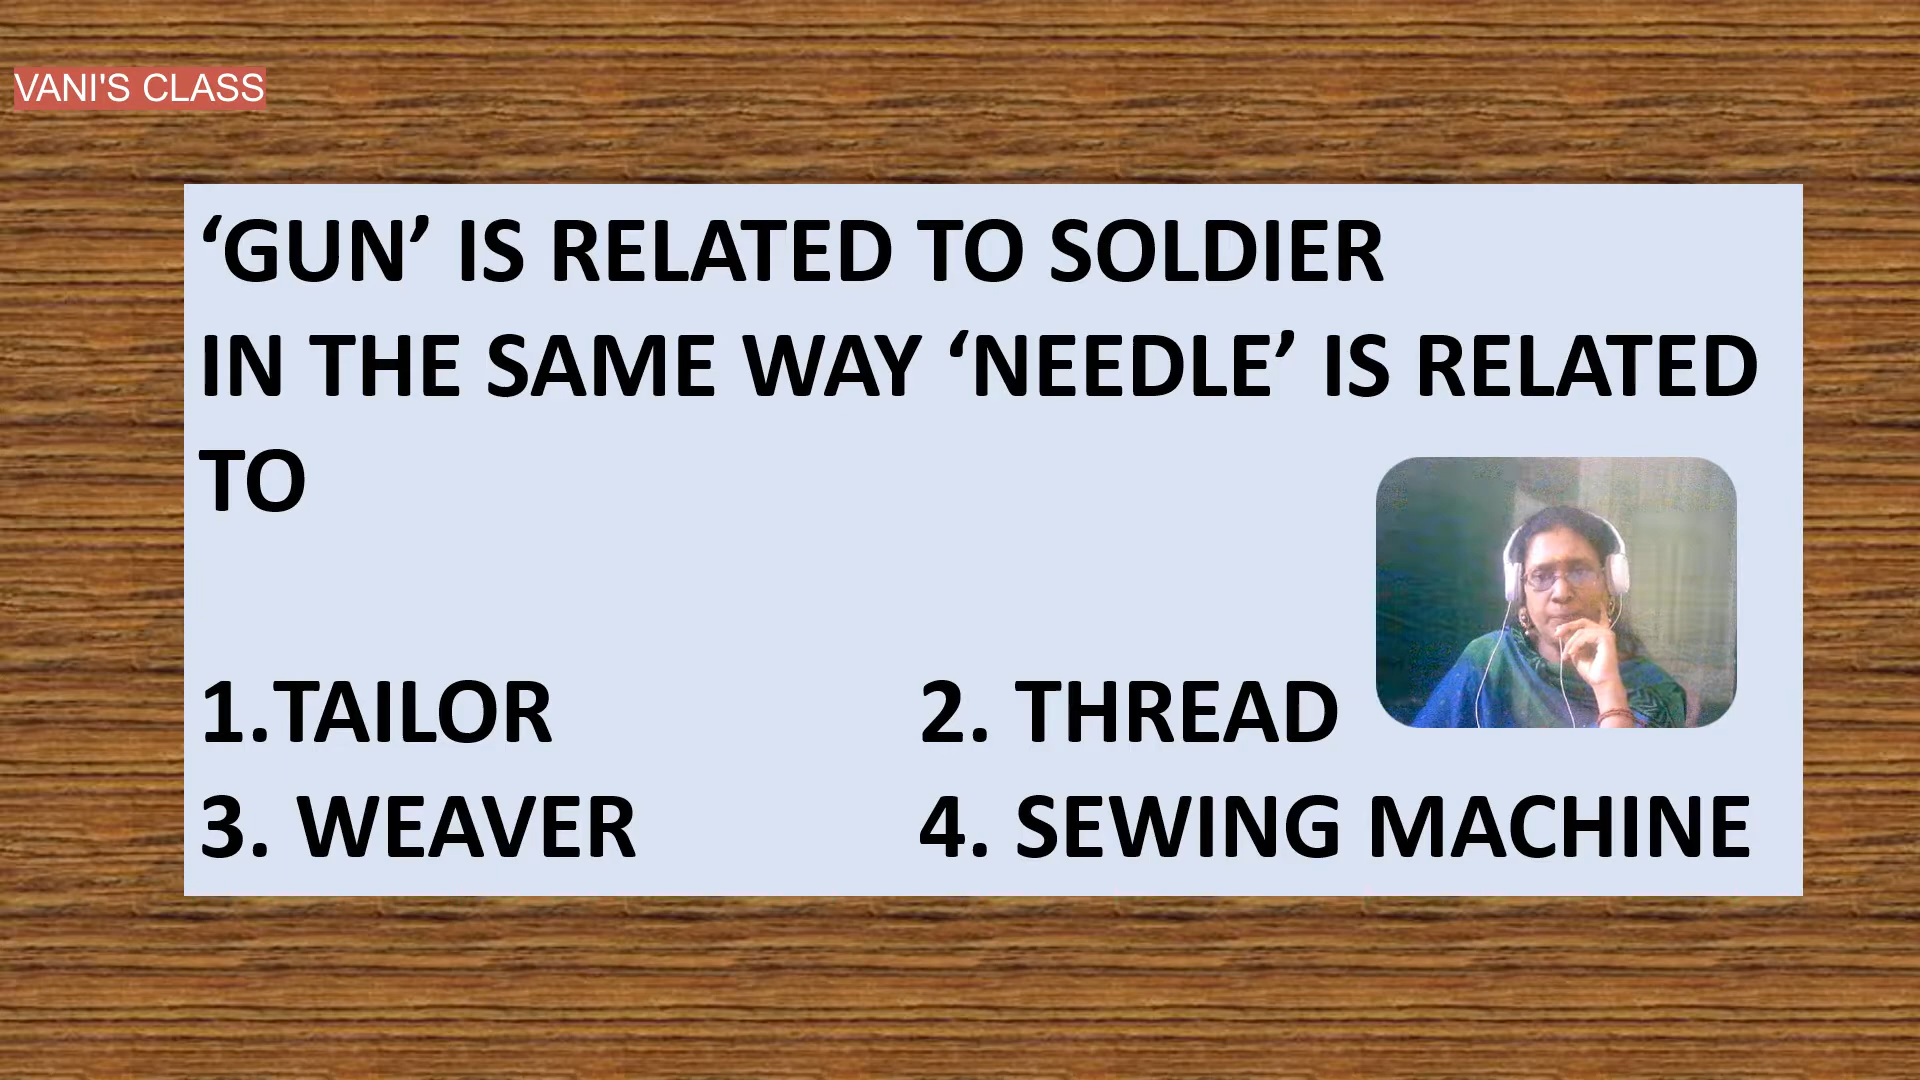 VANI'S CLASS
‘GUN’ IS RELATED TO SOLDIER
IN THE SAME WAY ‘NEEDLE’ IS RELATED
TO
1.TAILOR 2. THREAD
3. WEAVER 4. SEWING MACHINE